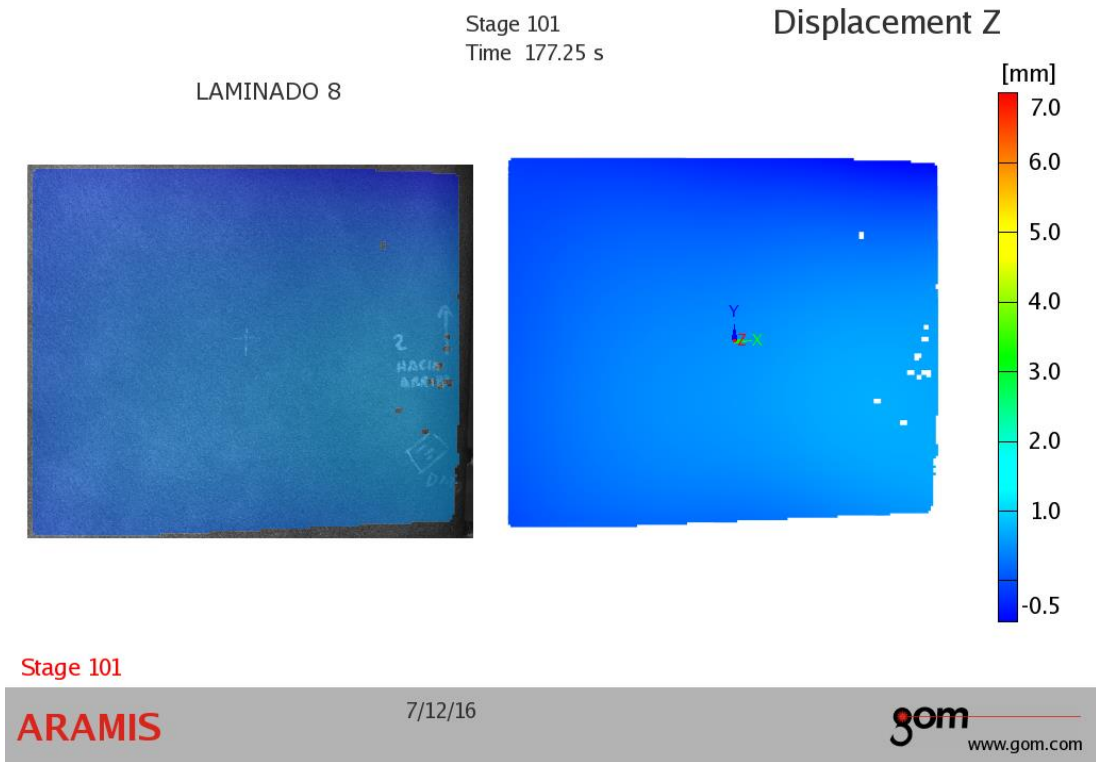 Stage 101
Time 177.25 s
Displacement Z
LAMINADO 8
[mm]
7.0
6.0
5.0
4.0
3.0
2.0
1.0
-0.5
2
HACIA
Y
Z
X
Stage 101
ARAMIS
7/12/16
gom
www.gom.com